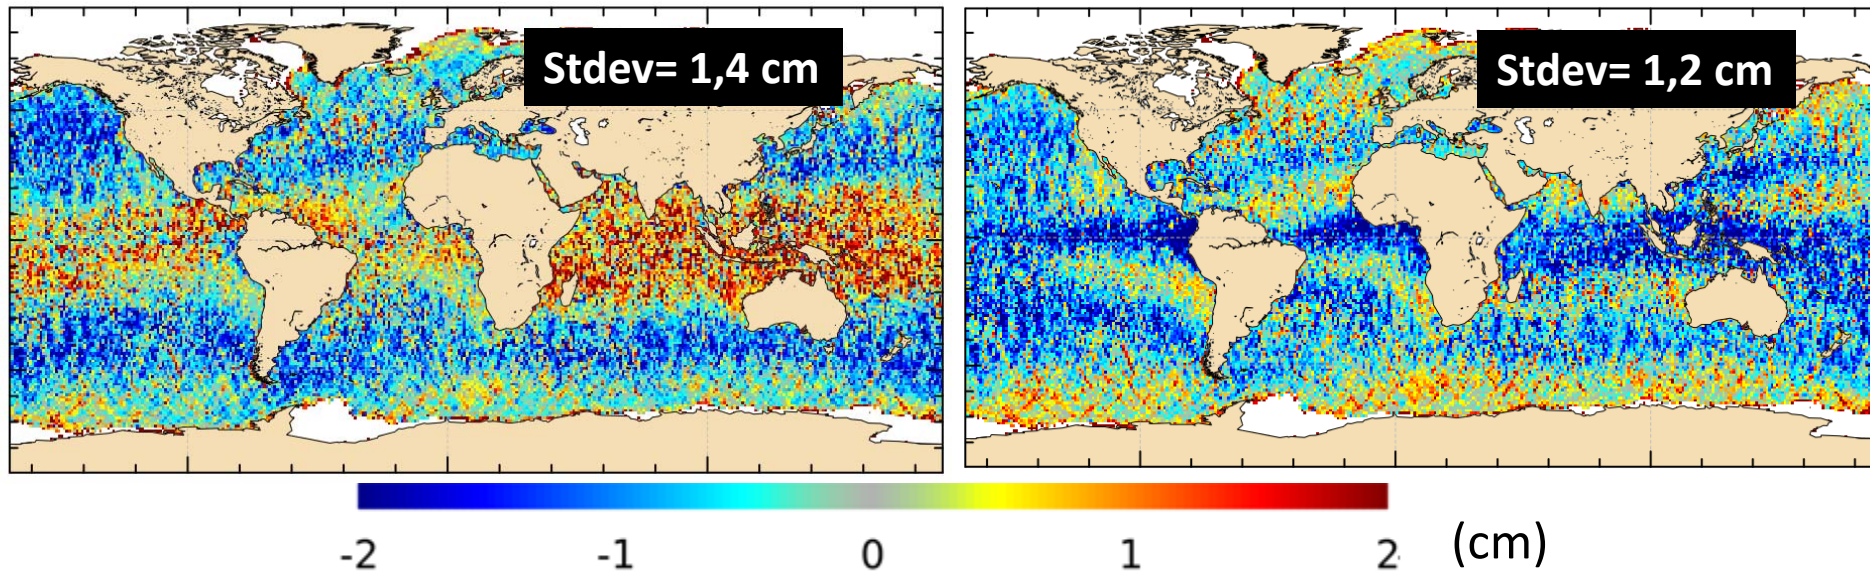 Stdev= 1,4 cm
Stdev= 1,2 cm
-2 -1 0 1 2 (cm)